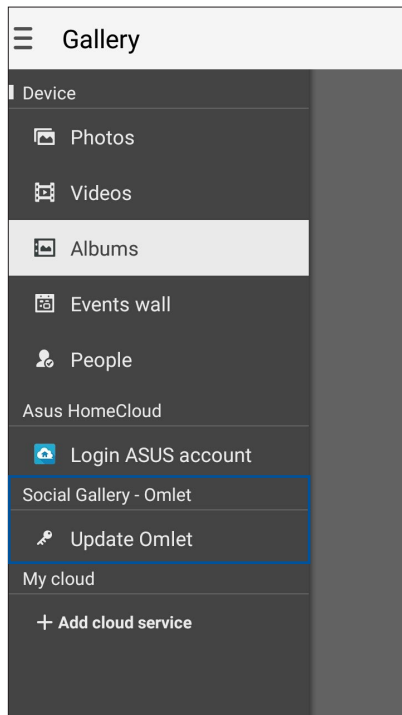 Gallery
Device
Photos
Videos
Albums
Events wall
People
Asus HomeCloud
Login ASUS account
Social Gallery - Omlet
Update Omlet
My cloud
+ Add cloud service